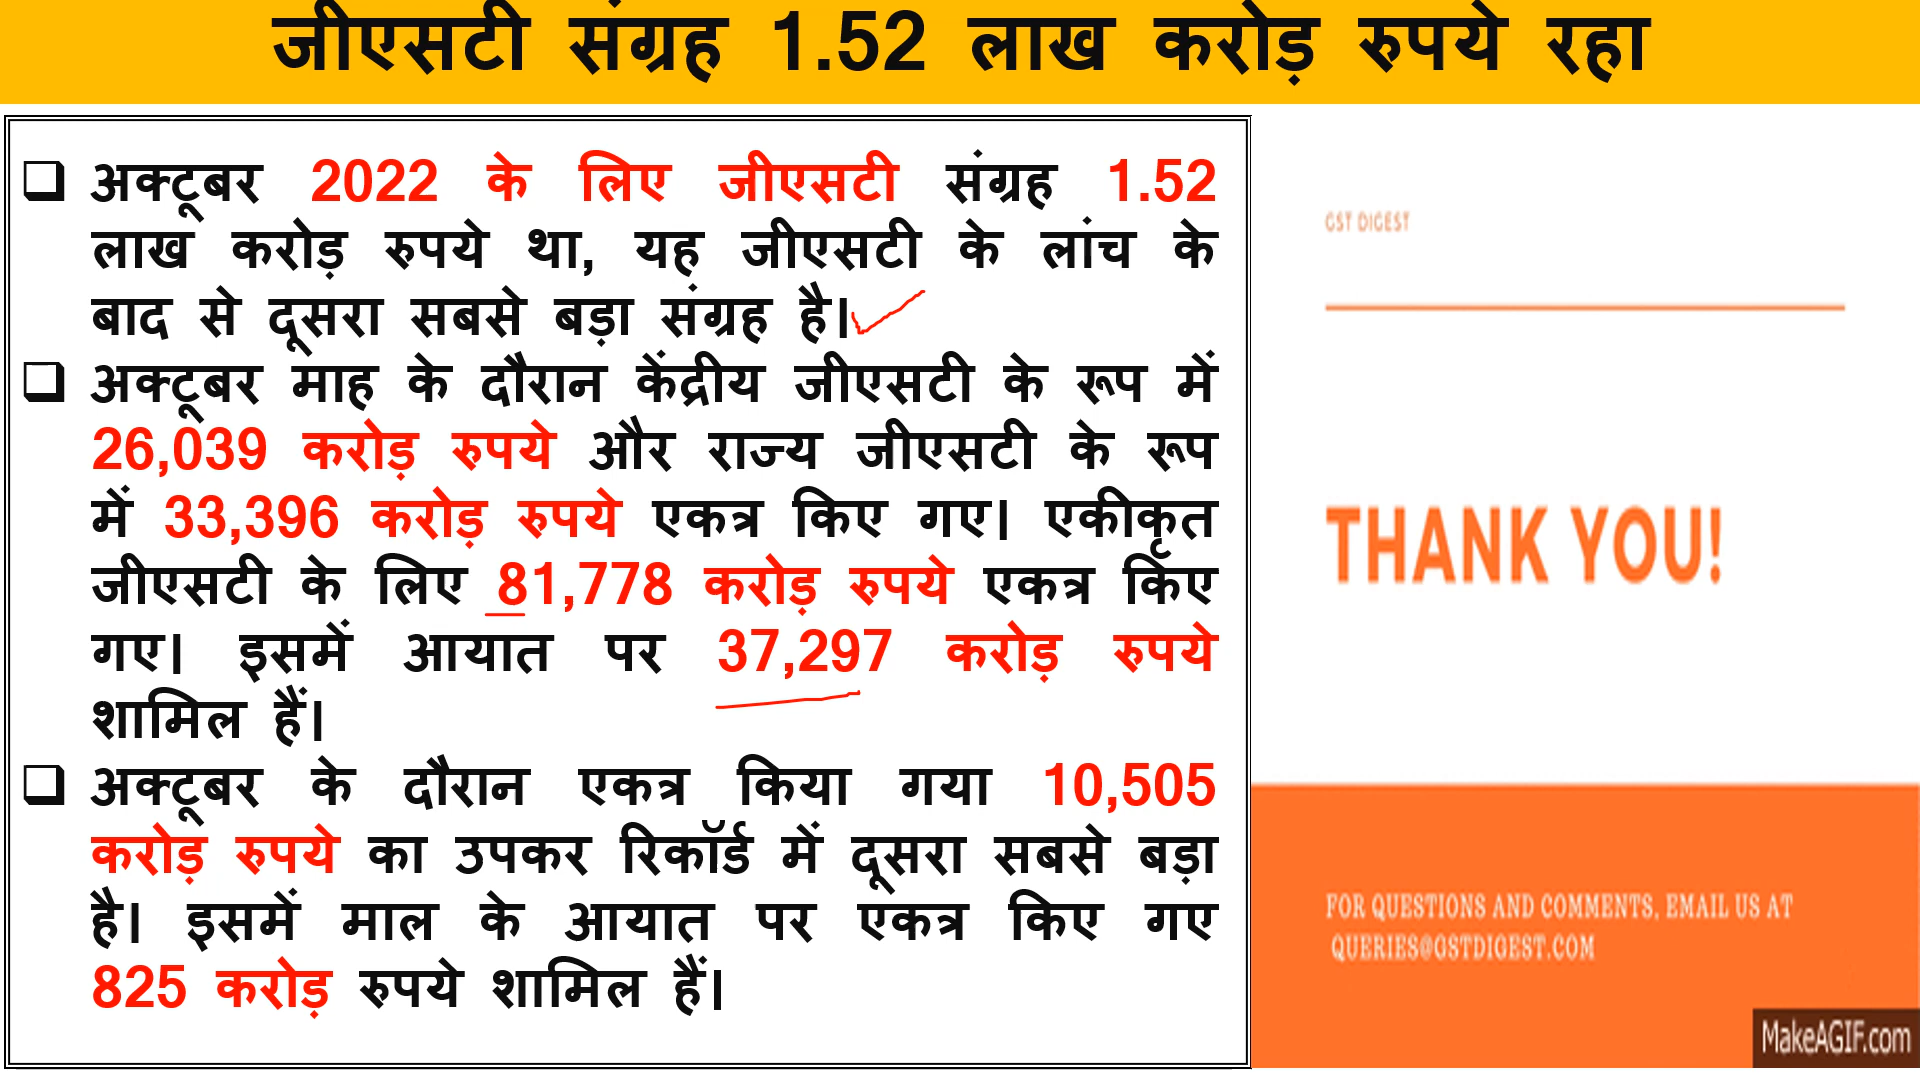 जीएसटी संग्रह 1.52 लाख करोड़ रुपये रहा
अक्टूबर 2022 के लिए जीएसटी संग्रह 1.52
लाख करोड़ रुपये था, यह जीएसटी के लांच के
बाद से दूसरा सबसे बड़ा संग्रह है।
अक्टूबर माह के दौरान केंद्रीय जीएसटी के रूप में
26,039 करोड़ रुपये और राज्य जीएसटी के रूप
में 33,396 करोड़ रुपये एकत्र किए गए। एकीकृत
जीएसटी के लिए 81,778 करोड़ रुपये एकत्र किए
गए। इसमें आयात पर 37,297 करोड़ रुपये
शामिल हैं।
अक्टूबर के दौरान एकत्र किया गया 10,505
करोड़ रुपये का उपकर रिकॉर्ड में दूसरा सबसे बड़ा
है। इसमें माल के आयात पर एकत्र किए गए
825 करोड़ रुपये शामिल हैं।
GST DIGEST
THANK YOU!
FOR QUESTIONS AND COMMENTS, EMAIL US AT
QUERIES@GSTDIGEST.COM
MakeAGIF.com